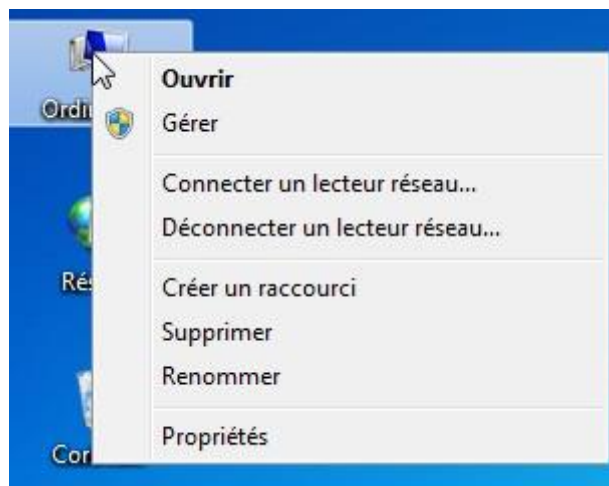 Ouvrir
Gérer
Connecter un lecteur réseau...
Déconnecter un lecteur réseau...
Créer un raccourci
Supprimer
Renommer
Propriétés